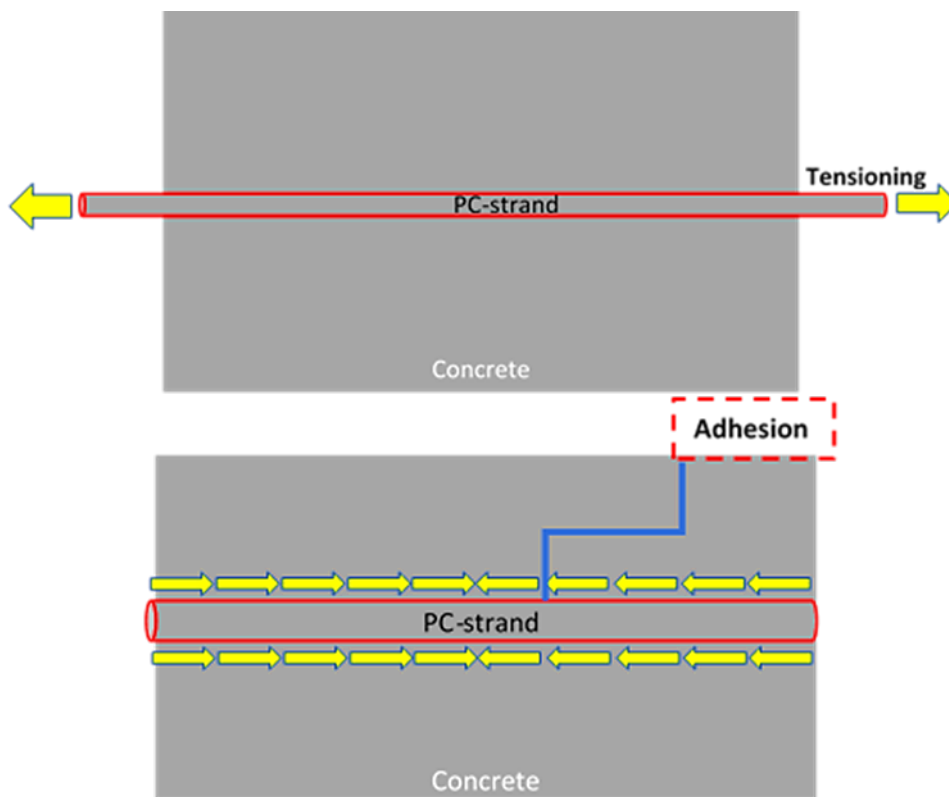 Tensioning
PC-strand
Concrete
Adhesion
PC-strand
Concrete